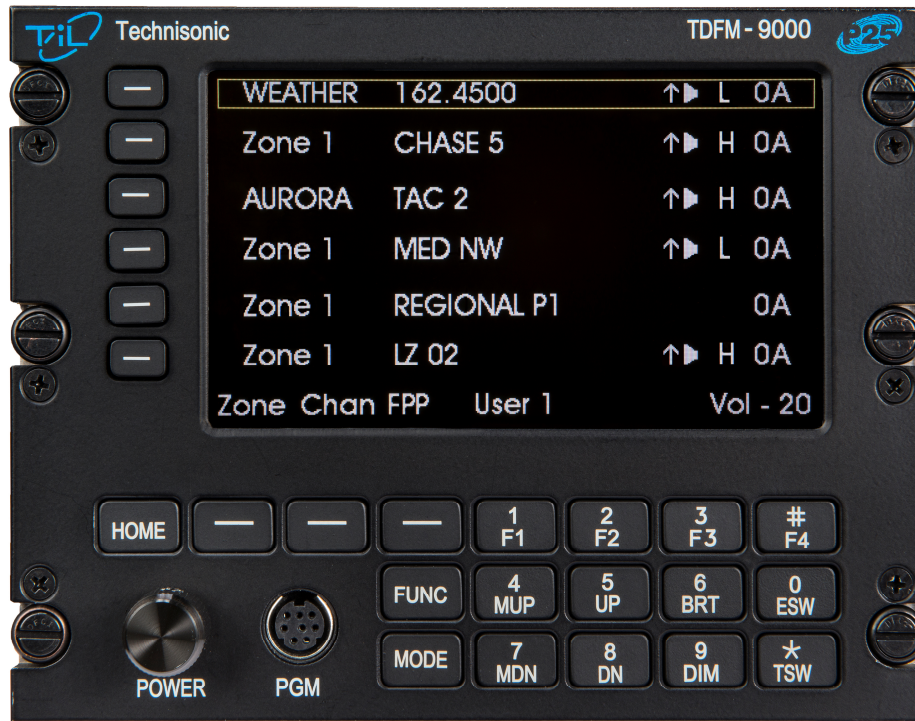 TiL Technisonic TDFM - 9000 P25
WEATHER 162.4500 L 0A
Zone 1 CHASE 5 H 0A
AURORA TAC 2 H 0A
Zone 1 MED NW L 0A
Zone 1 REGIONAL P1 0A
Zone 1 LZ 02 H 0A
Zone Chan FPP User 1 Vol - 20
HOME 1 2 3 #
F1 F2 F3 F4
FUNC 4 5 6 0
MUP UP BRT ESW
MODE 7 8 9 *
MDN DN DIM TSW
POWER PGM